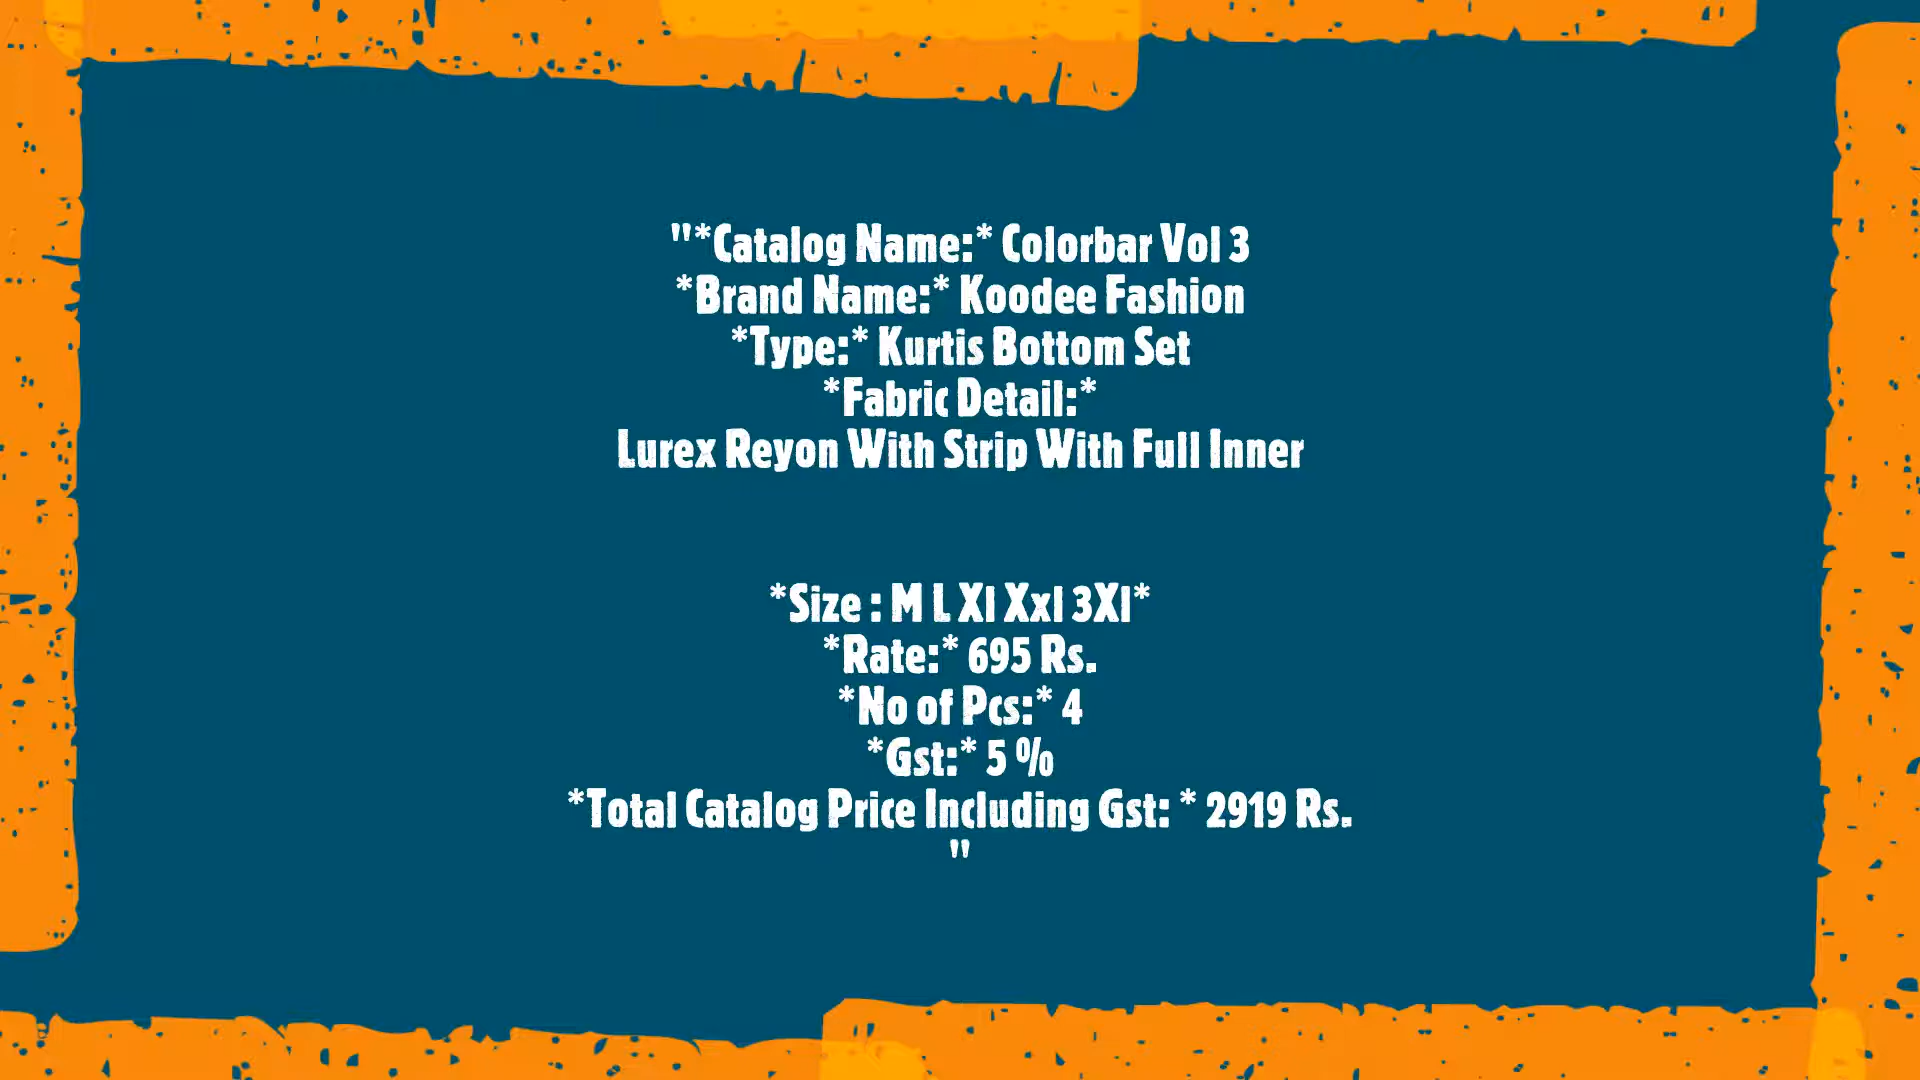 "*Catalog Name:* Colorbar Vol 3
*Brand Name:* Koodee Fashion
*Type:* Kurtis Bottom Set
*Fabric Detail:*
Lurex Reyon With Strip With Full Inner
*Size : M L Xl Xxl 3Xl*
*Rate:* 695 Rs.
*No of Pcs:* 4
*Gst:* 5 %
*Total Catalog Price Including Gst: * 2919 Rs.
"